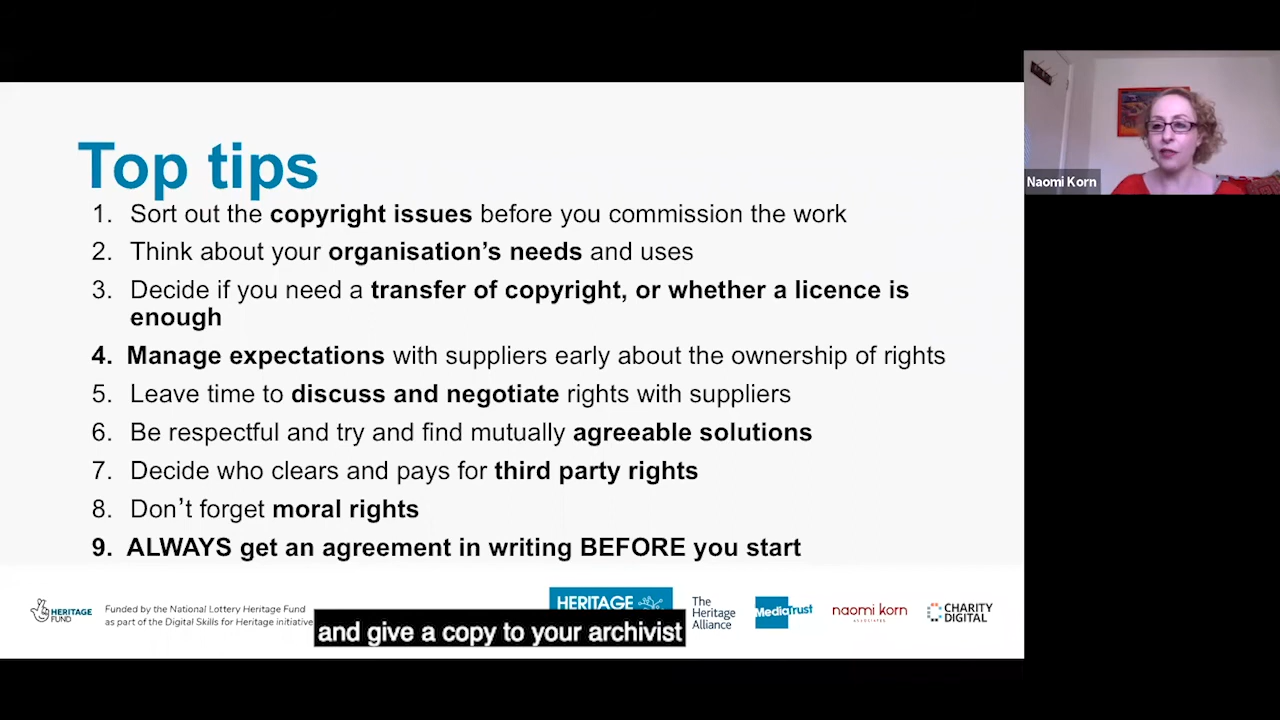 Top tips
1. Sort out the copyright issues before you commission the work
2. Think about your organisation’s needs and uses
3. Decide if you need a transfer of copyright, or whether a licence is
enough
4. Manage expectations with suppliers early about the ownership of rights
5. Leave time to discuss and negotiate rights with suppliers
6. Be respectful and try and find mutually agreeable solutions
7. Decide who clears and pays for third party rights
8. Don’t forget moral rights
9. ALWAYS get an agreement in writing BEFORE you start
Naomi Korn
HERITAGE
FUND
Funded by the National Lottery Heritage Fund
as part of the Digital Skills for Heritage initiative
HERITAGE
The
Heritage
Alliance
MediaTrust
naomi korn
ASSOCIATES
CHARITY
DIGITAL
and give a copy to your archivist